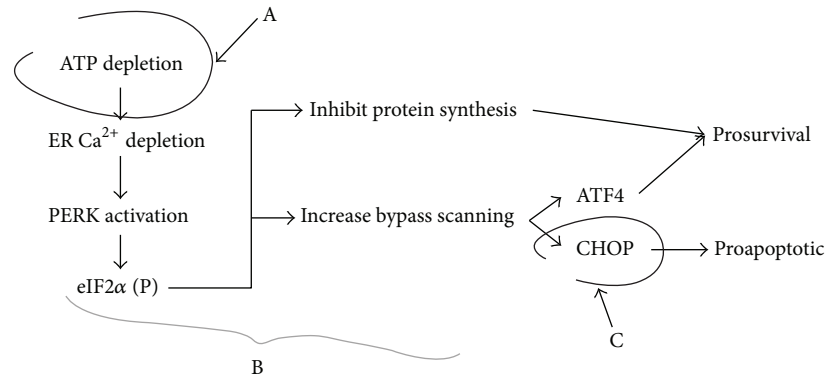 A
ATP depletion
Inhibit protein synthesis
ER Ca²⁺ depletion
Prosurvival
ATF4
PERK activation
Increase bypass scanning
CHOP
Proapoptotic
eIF2α (P)
C
B